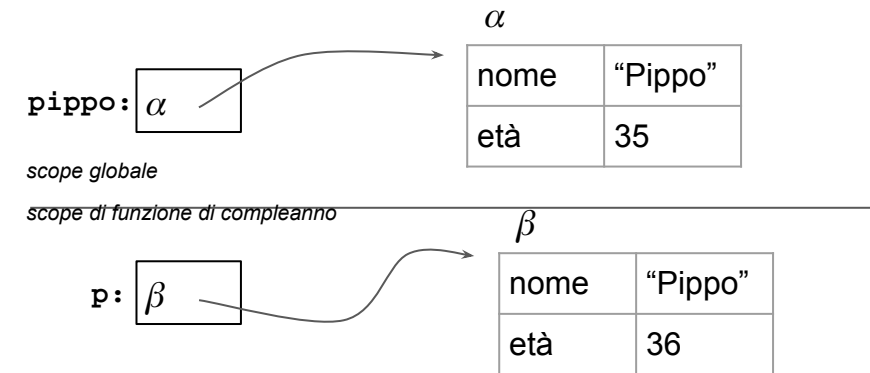 α
nome “Pippo”
pippo: α
età 35
scope globale
scope di funzione di compleanno
β
nome “Pippo”
p: β
età 36